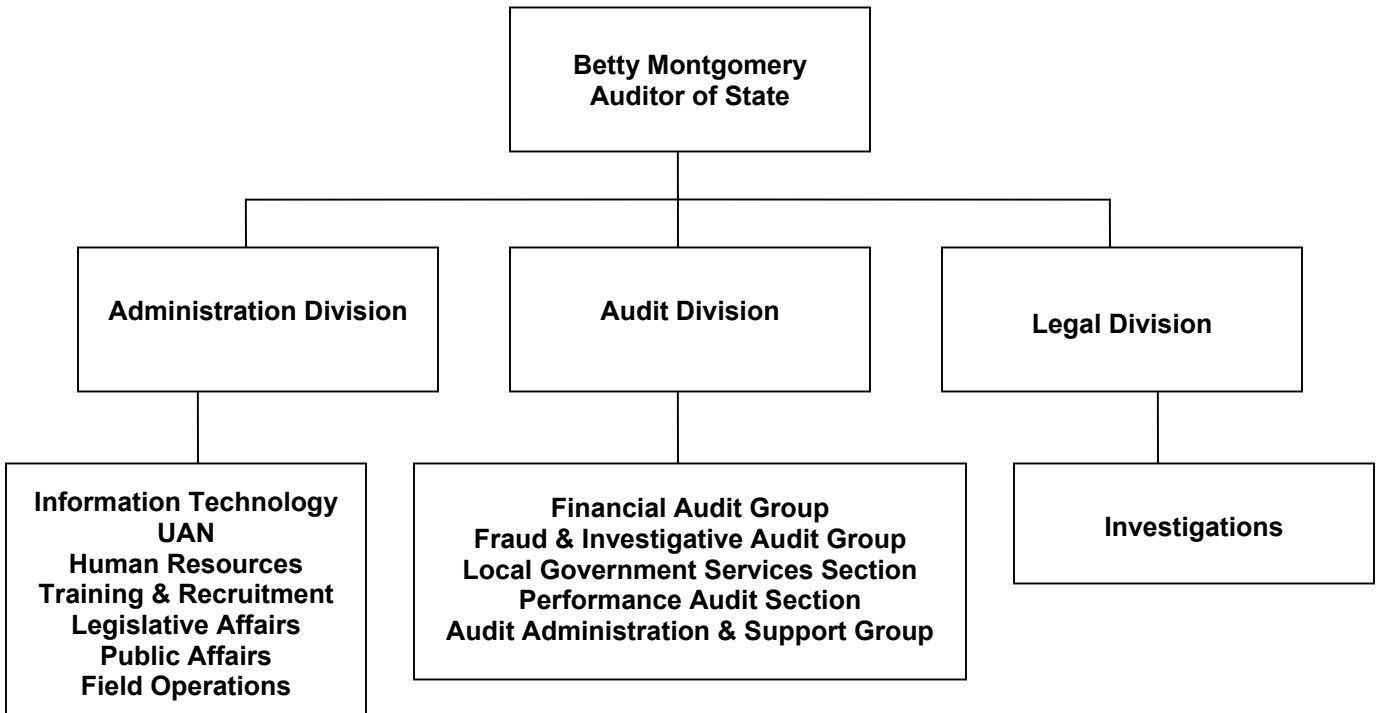 Betty Montgomery
Auditor of State
Administration Division
Audit Division
Legal Division
Information Technology
UAN
Human Resources
Training & Recruitment
Legislative Affairs
Public Affairs
Field Operations
Financial Audit Group
Fraud & Investigative Audit Group
Local Government Services Section
Performance Audit Section
Audit Administration & Support Group
Investigations